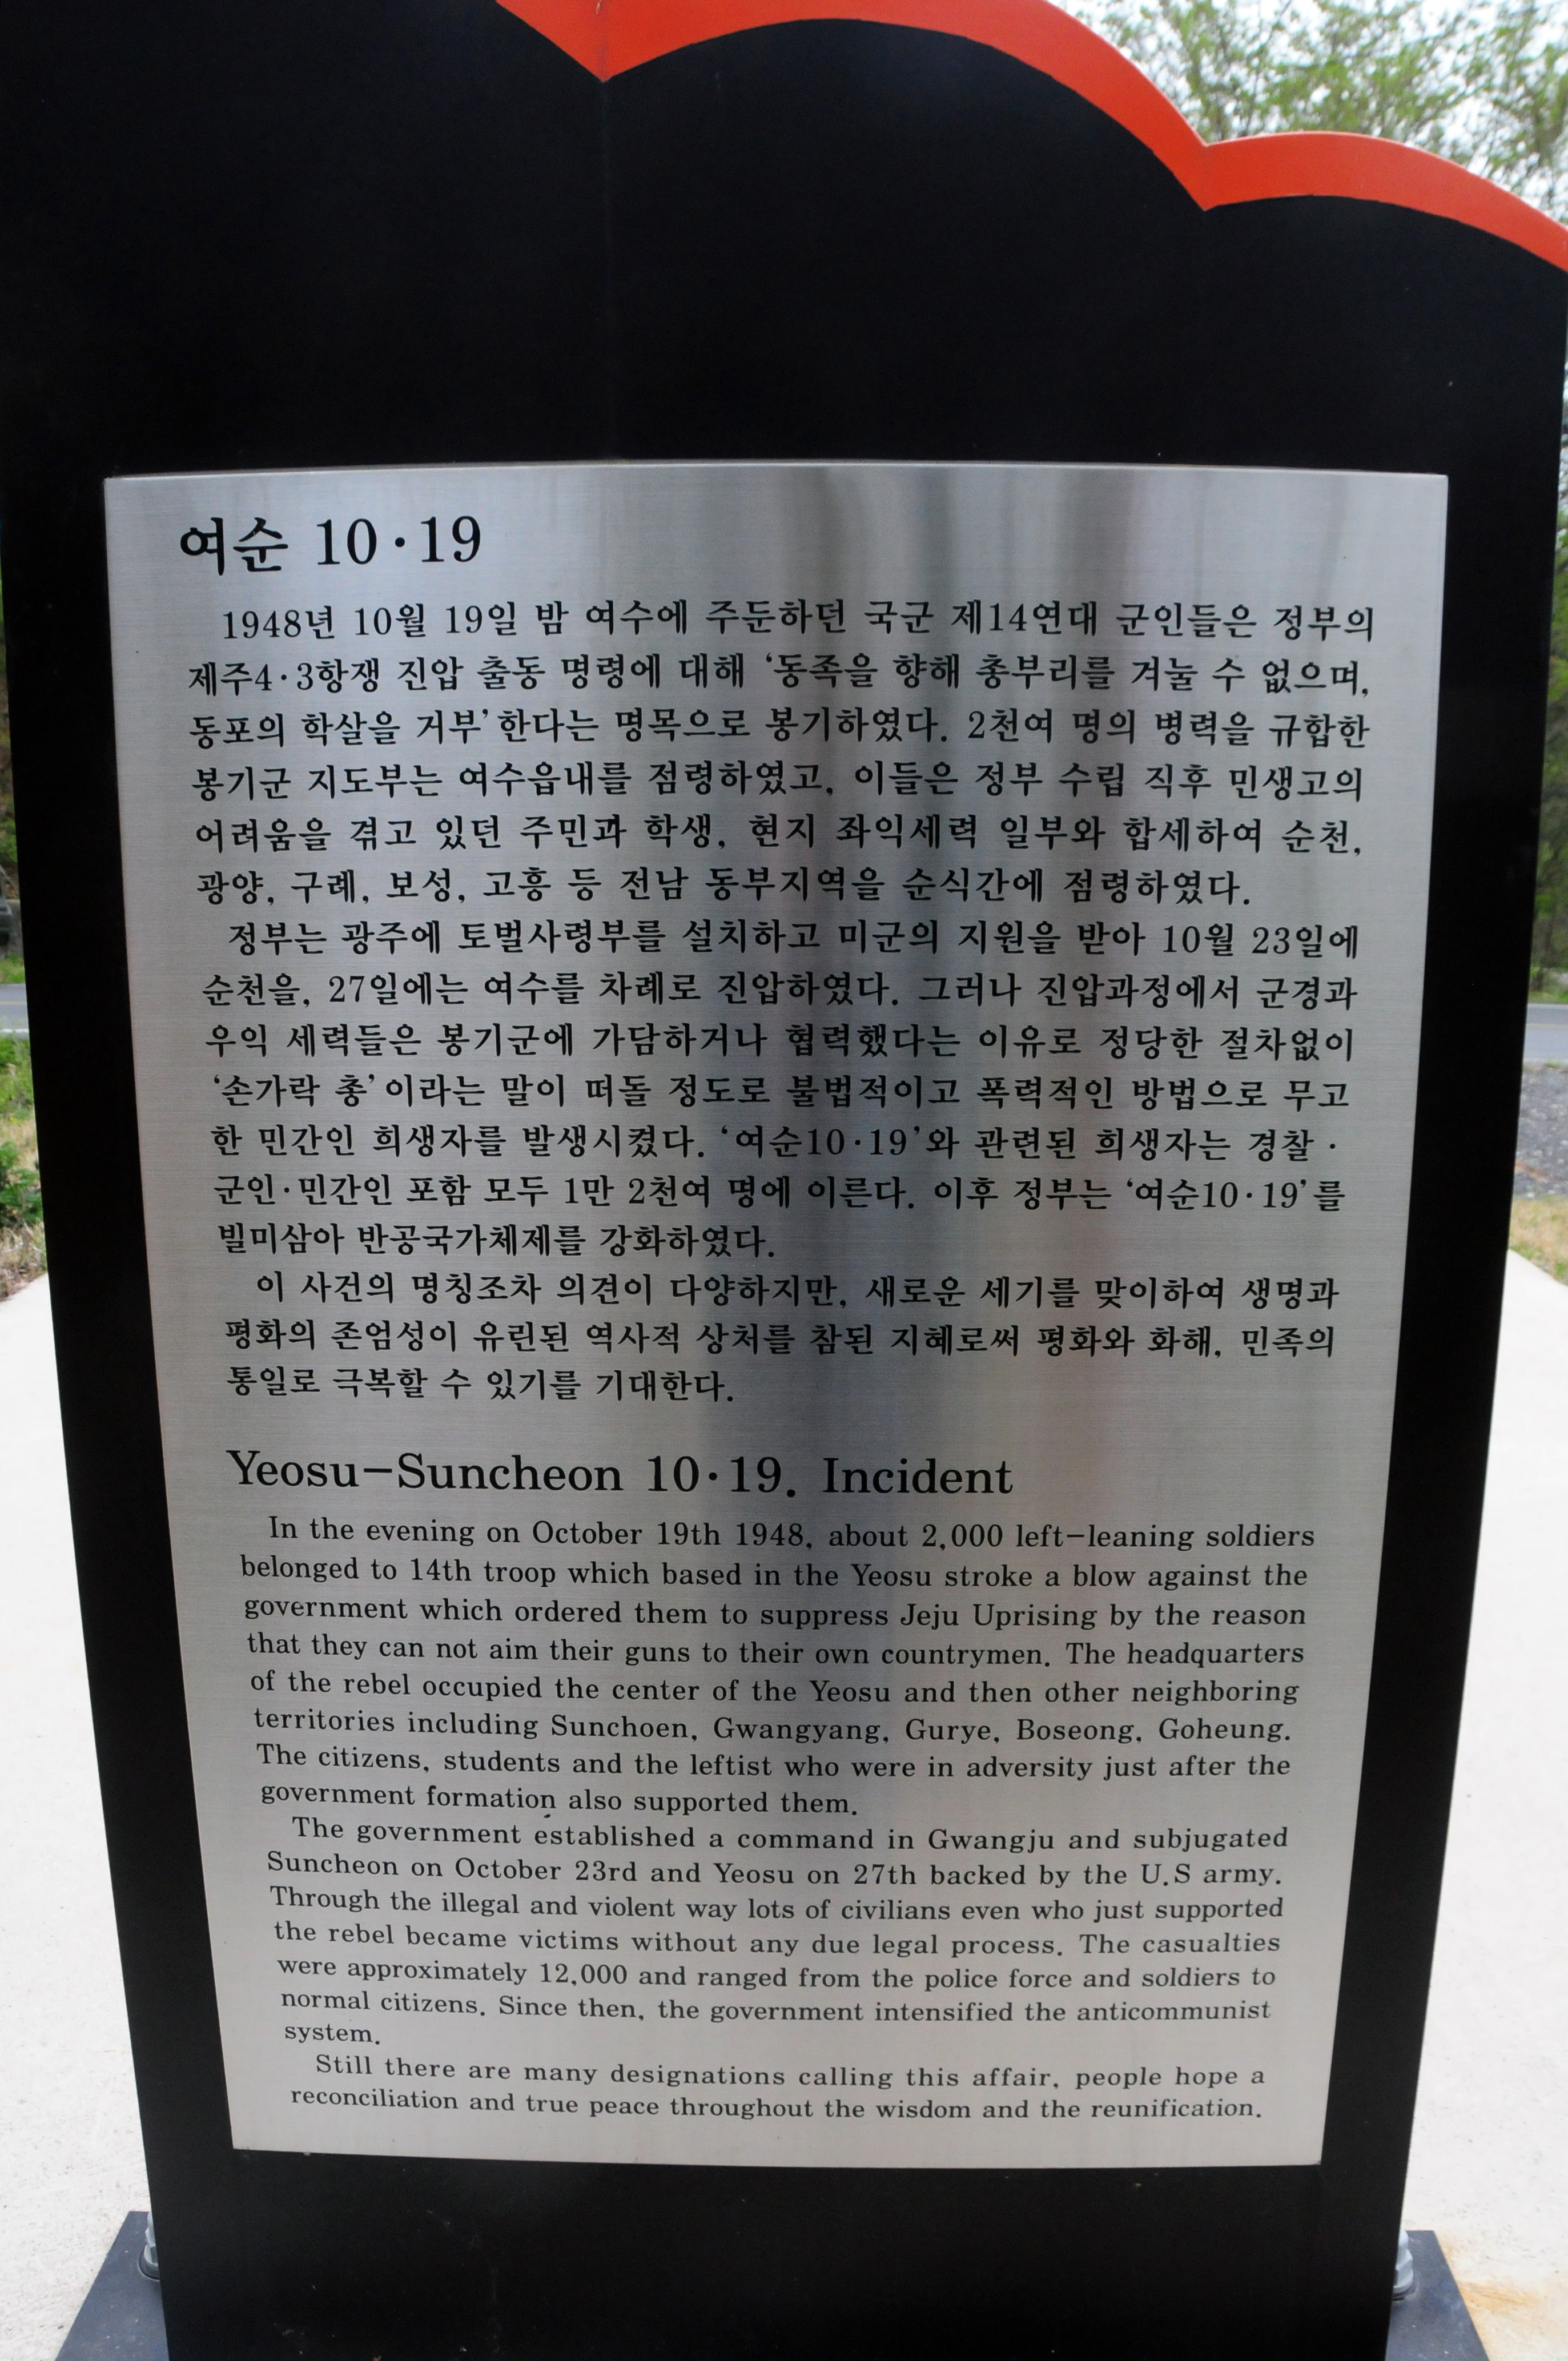 여순 10·19
1948년 10월 19일 밤 여수에 주둔하던 국군 제14연대 군인들은 정부의
제주4·3항쟁 진압 출동 명령에 대해 ‘동족을 향해 총부리를 겨눌 수 없으며,
동포의 학살을 거부’한다는 명목으로 봉기하였다. 2천여 명의 병력을 규합한
봉기군 지도부는 여수읍내를 점령하였고, 이들은 정부 수립 직후 민생고의
어려움을 겪고 있던 주민과 학생, 현지 좌익세력 일부와 합세하여 순천,
광양, 구례, 보성, 고흥 등 전남 동부지역을 순식간에 점령하였다.
정부는 광주에 토벌사령부를 설치하고 미군의 지원을 받아 10월 23일에
순천을, 27일에는 여수를 차례로 진압하였다. 그러나 진압과정에서 군경과
우익 세력들은 봉기군에 가담하거나 협력했다는 이유로 정당한 절차없이
‘손가락 총’이라는 말이 떠돌 정도로 불법적이고 폭력적인 방법으로 무고
한 민간인 희생자를 발생시켰다. ‘여순10·19’와 관련된 희생자는 경찰·
군인·민간인 포함 모두 1만 2천여 명에 이른다. 이후 정부는 ‘여순10·19’를
빌미삼아 반공국가체제를 강화하였다.
이 사건의 명칭조차 의견이 다양하지만, 새로운 세기를 맞이하여 생명과
평화의 존엄성이 유린된 역사적 상처를 참된 지혜로써 평화와 화해, 민족의
통일로 극복할 수 있기를 기대한다.
Yeosu-Suncheon 10·19. Incident
In the evening on October 19th 1948, about 2,000 left-leaning soldiers
belonged to 14th troop which based in the Yeosu stroke a blow against the
government which ordered them to suppress Jeju Uprising by the reason
that they can not aim their guns to their own countrymen. The headquarters
of the rebel occupied the center of the Yeosu and then other neighboring
territories including Sunchoen, Gwangyang, Gurye, Boseong, Goheung.
The citizens, students and the leftist who were in adversity just after the
government formation also supported them.
The government established a command in Gwangju and subjugated
Suncheon on October 23rd and Yeosu on 27th backed by the U.S army.
Through the illegal and violent way lots of civilians even who just supported
the rebel became victims without any due legal process. The casualties
were approximately 12,000 and ranged from the police force and soldiers to
normal citizens. Since then, the government intensified the anticommunist
system.
Still there are many designations calling this affair, people hope a
reconciliation and true peace throughout the wisdom and the reunification.